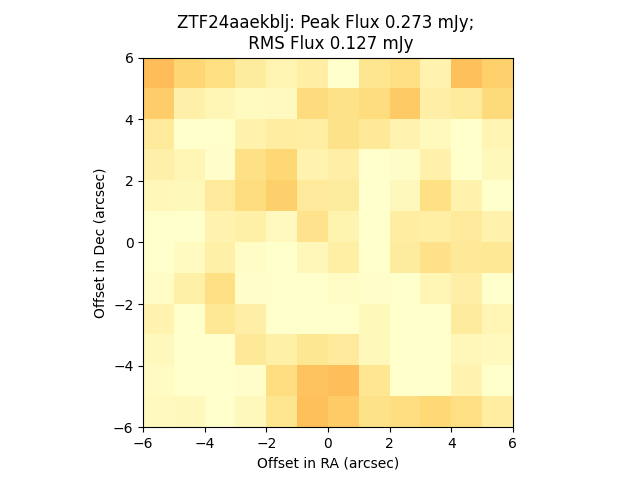 ZTF24aaekblj: Peak Flux 0.273 mJy;
RMS Flux 0.127 mJy
6
4
2
0
−2
−4
−6
Offset in Dec (arcsec)
−6 −4 −2 0 2 4 6
Offset in RA (arcsec)